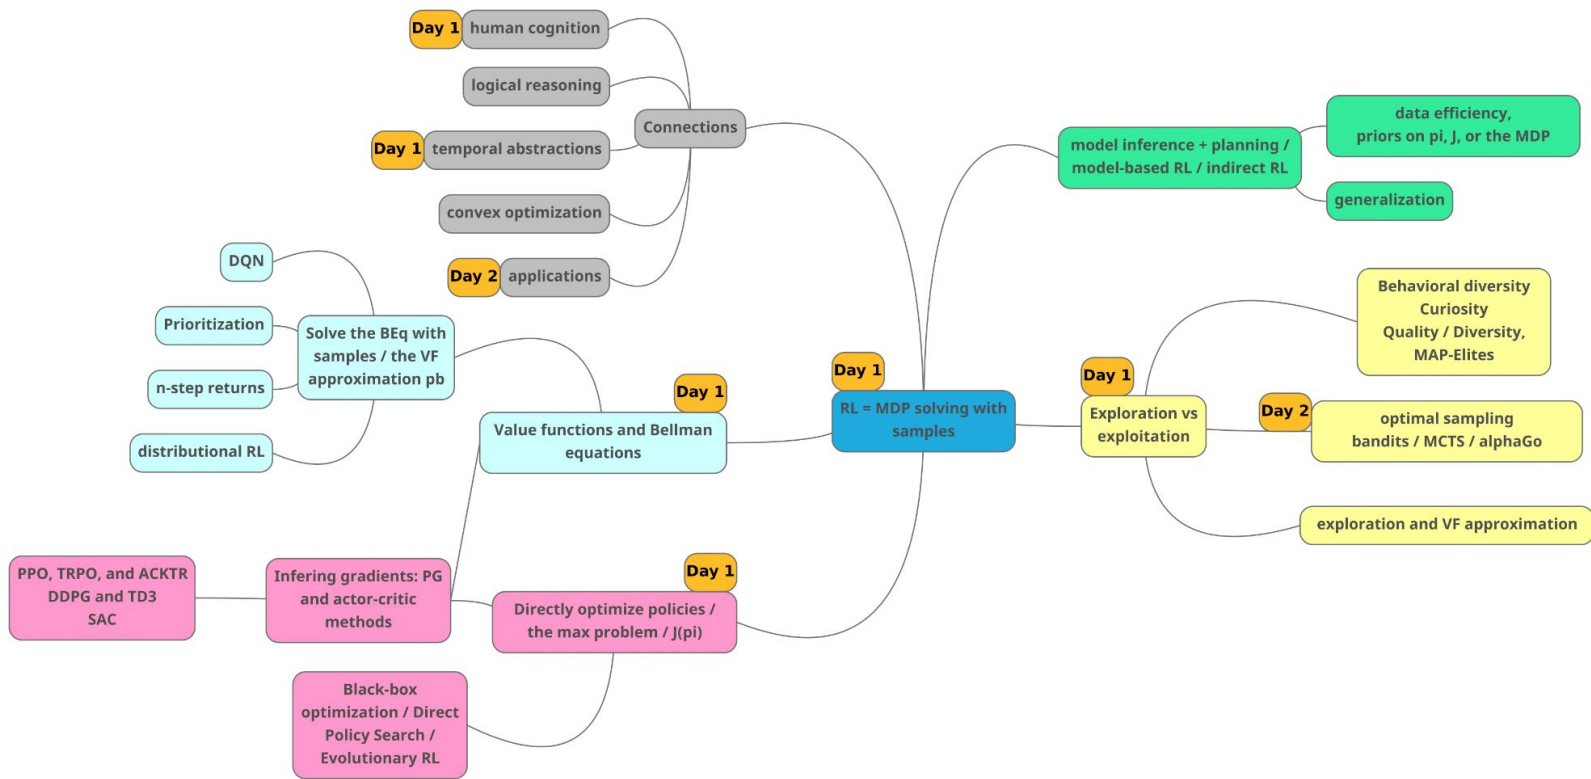 Day 1
human cognition
logical reasoning
Day 1
temporal abstractions
convex optimization
Day 2
applications
Connections
DQN
Prioritization
n-step returns
distributional RL
Solve the BEq with
samples / the VF
approximation pb
Day 1
Value functions and Bellman
equations
PPO, TRPO, and ACKTR
DDPG and TD3
SAC
Infering gradients: PG
and actor-critic
methods
Day 1
Directly optimize policies /
the max problem / J(pi)
Black-box
optimization / Direct
Policy Search /
Evolutionary RL
Day 1
RL = MDP solving with
samples
model inference + planning /
model-based RL / indirect RL
data efficiency,
priors on pi, J, or the MDP
generalization
Day 1
Exploration vs
exploitation
Behavioral diversity
Curiosity
Quality / Diversity,
MAP-Elites
Day 2
optimal sampling
bandits / MCTS / alphaGo
exploration and VF approximation